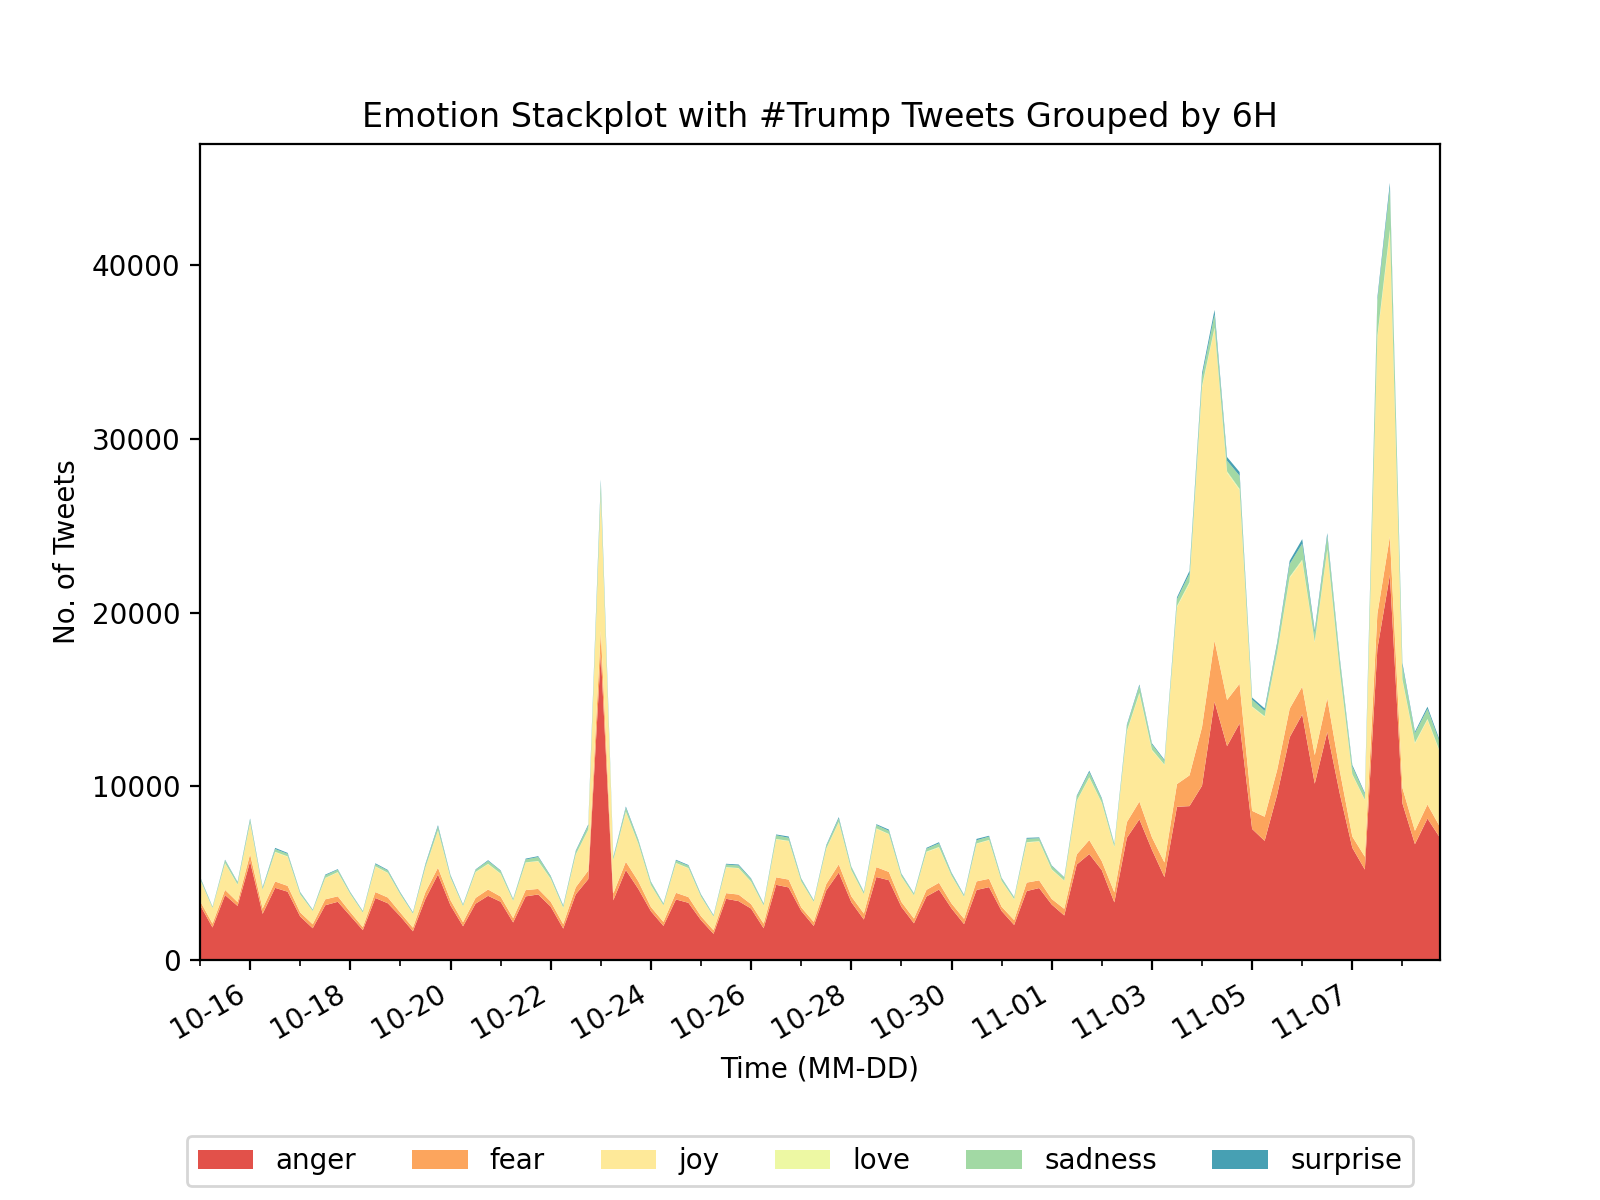 Emotion Stackplot with #Trump Tweets Grouped by 6H
No. of Tweets
40000
30000
20000
10000
0
10-16 10-18 10-20 10-22 10-24 10-26 10-28 10-30 11-01 11-03 11-05 11-07
Time (MM-DD)
anger fear joy love sadness surprise